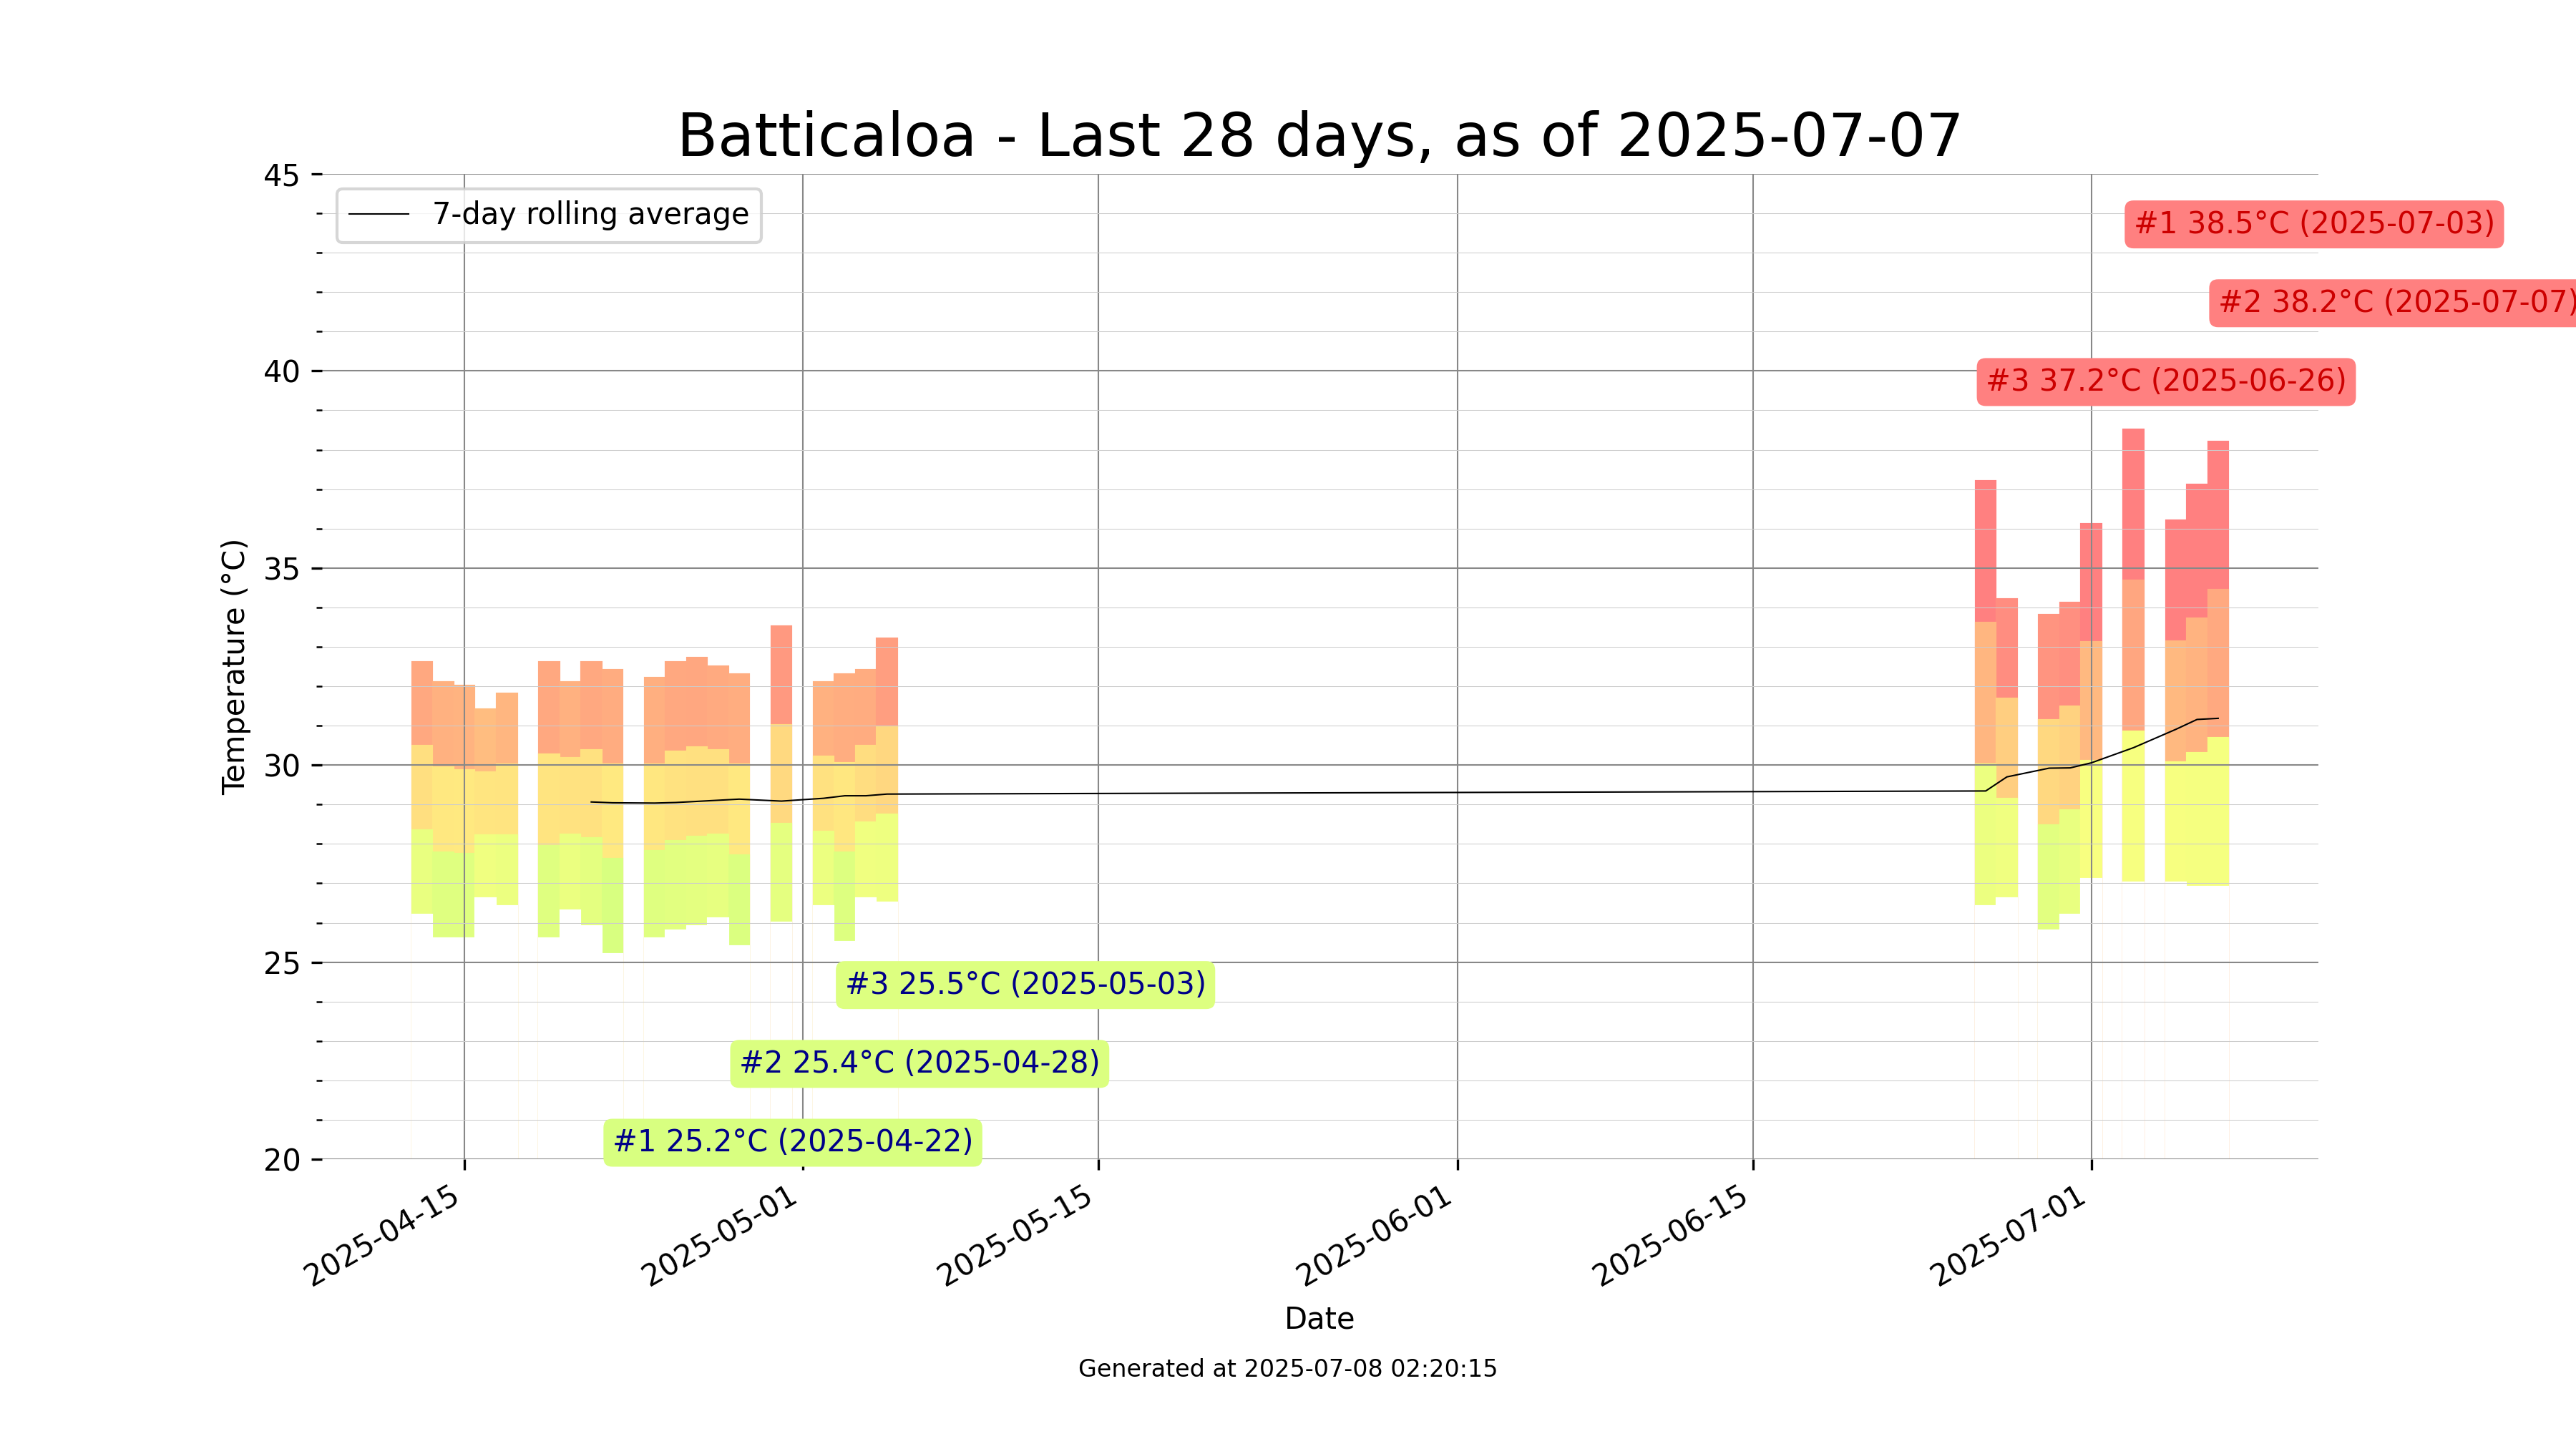 Batticaloa - Last 28 days, as of 2025-07-07
7-day rolling average
#1 38.5°C (2025-07-03)
#2 38.2°C (2025-07-07)
#3 37.2°C (2025-06-26)
45
40
35
30
25
20
Temperature (°C)
#3 25.5°C (2025-05-03)
#2 25.4°C (2025-04-28)
#1 25.2°C (2025-04-22)
2025-04-15
2025-05-01
2025-05-15
2025-06-01
2025-06-15
2025-07-01
Date
Generated at 2025-07-08 02:20:15